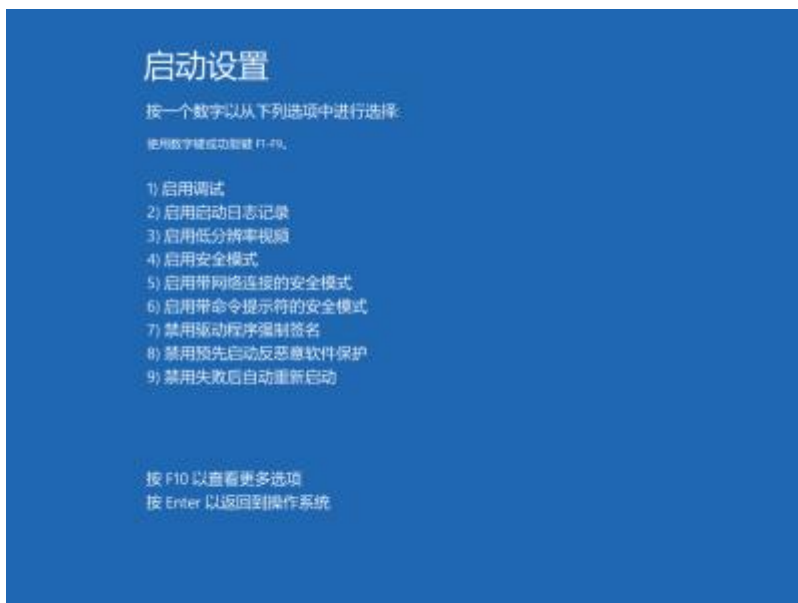 启动设置
按一个数字以从下列选项中进行选择:
使用数字键或功能键 F1-F9。
1) 启用调试
2) 启用启动日志记录
3) 启用低分辨率视频
4) 启用安全模式
5) 启用带网络连接的安全模式
6) 启用带命令提示符的安全模式
7) 禁用驱动程序强制签名
8) 禁用预先启动反恶意软件保护
9) 禁用失败后自动重新启动
按 F10 以查看更多选项
按 Enter 以返回到操作系统